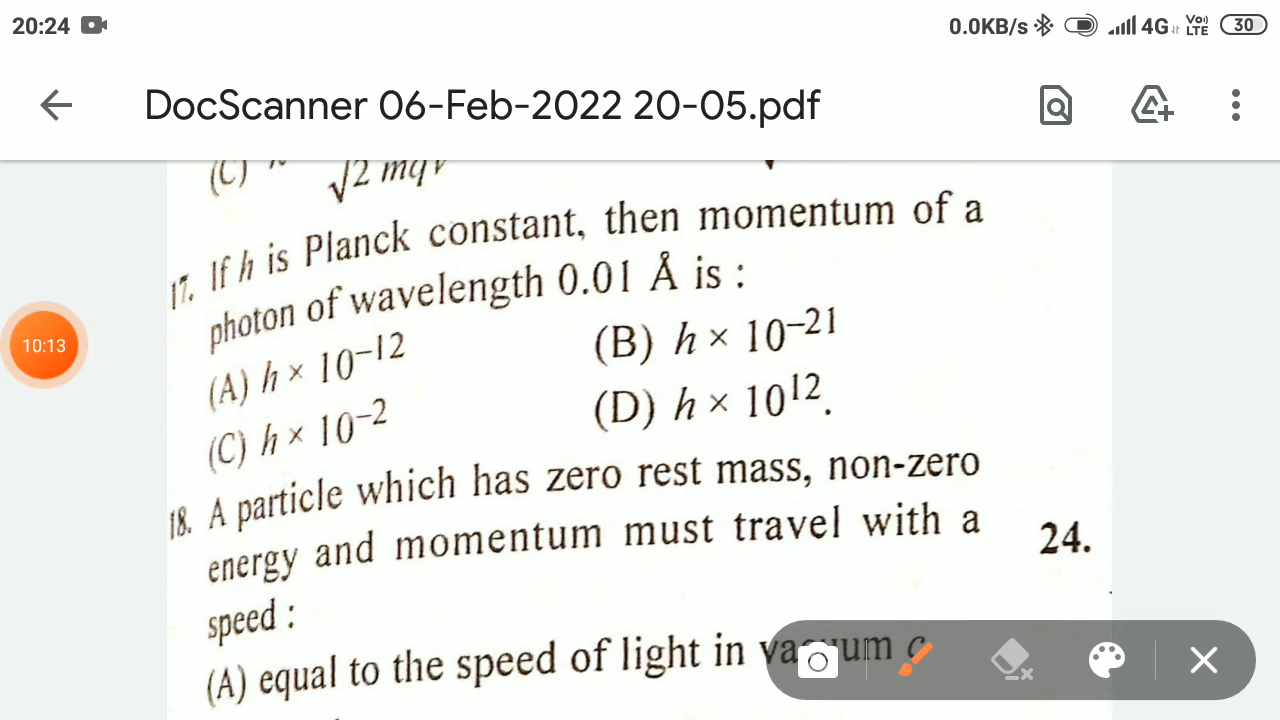 20:24
0.0KB/s 4G Vo) LTE 30
DocScanner 06-Feb-2022 20-05.pdf
(C) √2 mqV
17. If h is Planck constant, then momentum of a
photon of wavelength 0.01 Å is :
(A) h × 10⁻¹² (B) h × 10⁻²¹
(C) h × 10⁻² (D) h × 10¹².
18. A particle which has zero rest mass, non-zero
energy and momentum must travel with a
speed :
(A) equal to the speed of light in vacuum c
24.
10:13